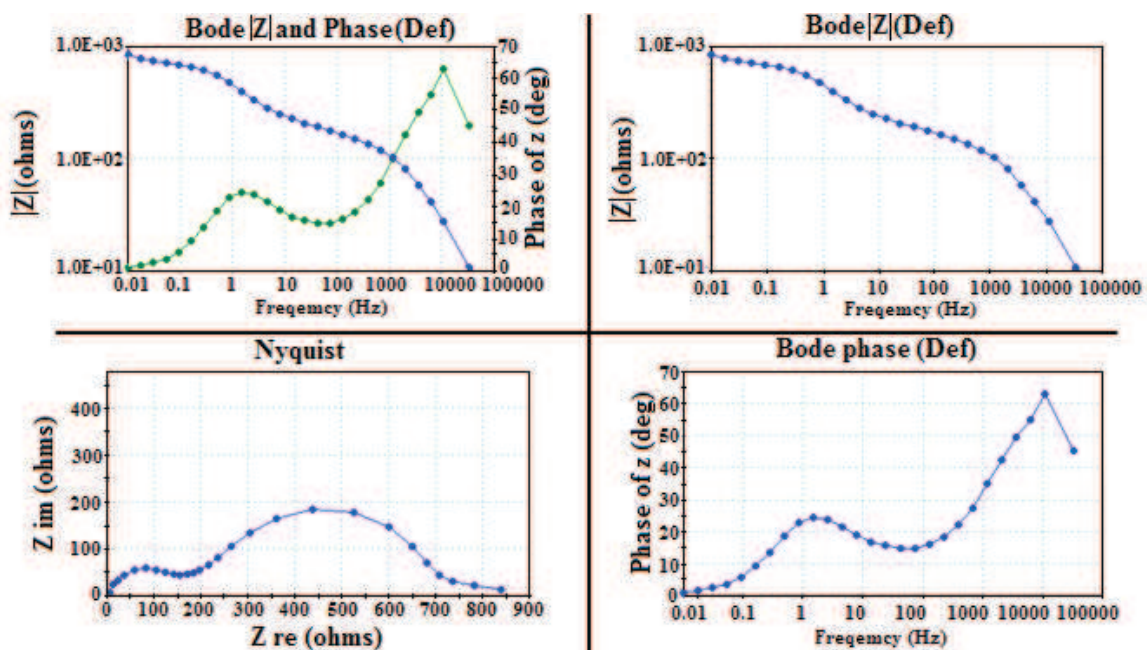 Bode |Z| and Phase (Def)
1.0E+03
1.0E+02
1.0E+01
|Z|(ohms)
70
60
50
40
30
20
10
0
Phase of z (deg)
0.01 0.1 1 10 100 1000 10000 100000
Freqemcy (Hz)
Bode |Z| (Def)
1.0E+03
1.0E+02
1.0E+01
|Z|(ohms)
0.01 0.1 1 10 100 1000 10000 100000
Freqemcy (Hz)
Nyquist
400
300
200
100
0
Z im (ohms)
0 100 200 300 400 500 600 700 800 900
Z re (ohms)
Bode phase (Def)
70
60
50
40
30
20
10
0
Phase of z (deg)
0.01 0.1 1 10 100 1000 10000 100000
Freqemcy (Hz)